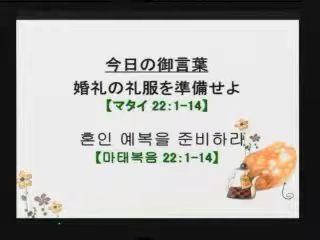 今日の御言葉
婚礼の礼服を準備せよ
【マタイ 22:1-14】
혼인 예복을 준비하라
【마태복음 22:1-14】